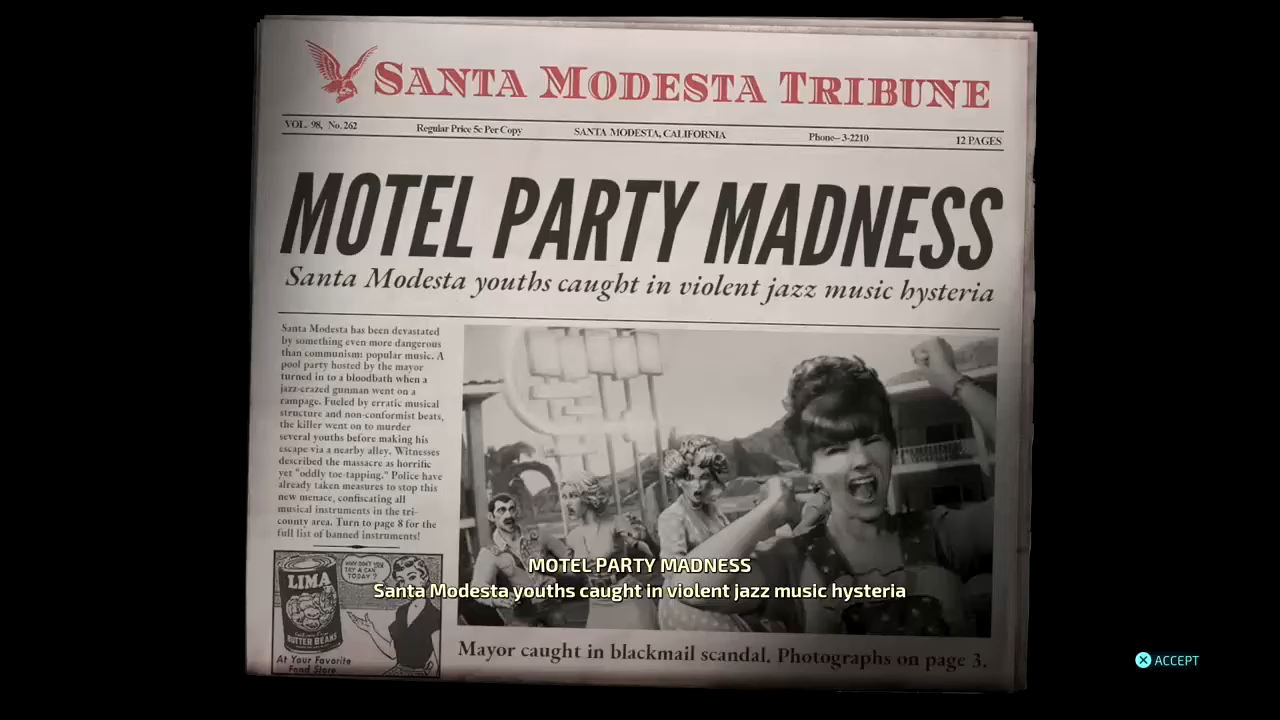 SANTA MODESTA TRIBUNE
VOL. 98, No. 262
Regular Price 5c Per Copy
SANTA MODESTA, CALIFORNIA
Phone– 3-2210
12 PAGES
MOTEL PARTY MADNESS
Santa Modesta youths caught in violent jazz music hysteria
Santa Modesta has been devastated
by something even more dangerous
than communism: popular music. A
pool party hosted by the mayor
turned in to a bloodbath when a
jazz-crazed gunman went on a
rampage. Fueled by erratic musical
structure and non-conformist beats,
the killer went on to murder
several youths before making his
escape via a nearby alley. Witnesses
described the massacre as horrific
yet "oddly toe-tapping." Police have
already taken measures to stop this
new menace, confiscating all
musical instruments in the tri-
county area. Turn to page 8 for the
full list of banned instruments!
LIMA
BUTTER BEANS
WHY DON'T YOU
TRY A CAN
TODAY?
At Your Favorite
Food Store
MOTEL PARTY MADNESS
Santa Modesta youths caught in violent jazz music hysteria
Mayor caught in blackmail scandal. Photographs on page 3.
ACCEPT